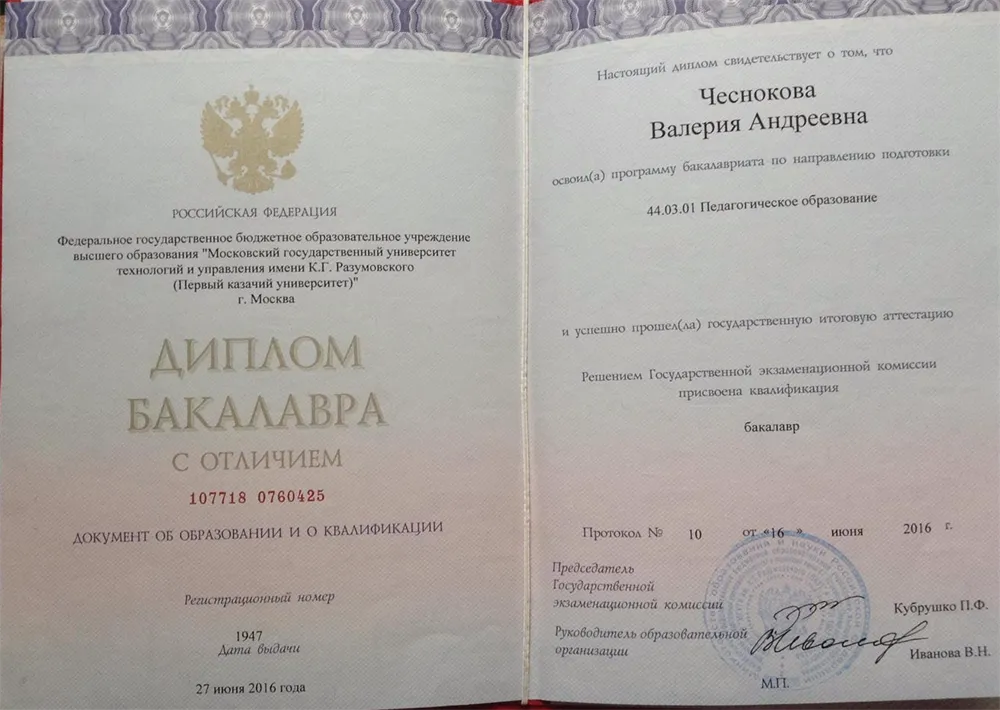 РОССИЙСКАЯ ФЕДЕРАЦИЯ
Федеральное государственное бюджетное образовательное учреждение
высшего образования "Московский государственный университет
технологий и управления имени К.Г. Разумовского
(Первый казачий университет)"
г. Москва
ДИПЛОМ
БАКАЛАВРА
С ОТЛИЧИЕМ
107718 0760425
ДОКУМЕНТ ОБ ОБРАЗОВАНИИ И О КВАЛИФИКАЦИИ
Регистрационный номер
1947
Дата выдачи
27 июня 2016 года
Настоящий диплом свидетельствует о том, что
Чеснокова
Валерия Андреевна
освоил(а) программу бакалавриата по направлению подготовки
44.03.01 Педагогическое образование
и успешно прошел(ла) государственную итоговую аттестацию
Решением Государственной экзаменационной комиссии
присвоена квалификация
бакалавр
Протокол № 10 от «16 » июня 2016 г.
Председатель
Государственной
экзаменационной комиссии
Кубрушко П.Ф.
Руководитель образовательной
организации
Иванова В.Н.
М.П.